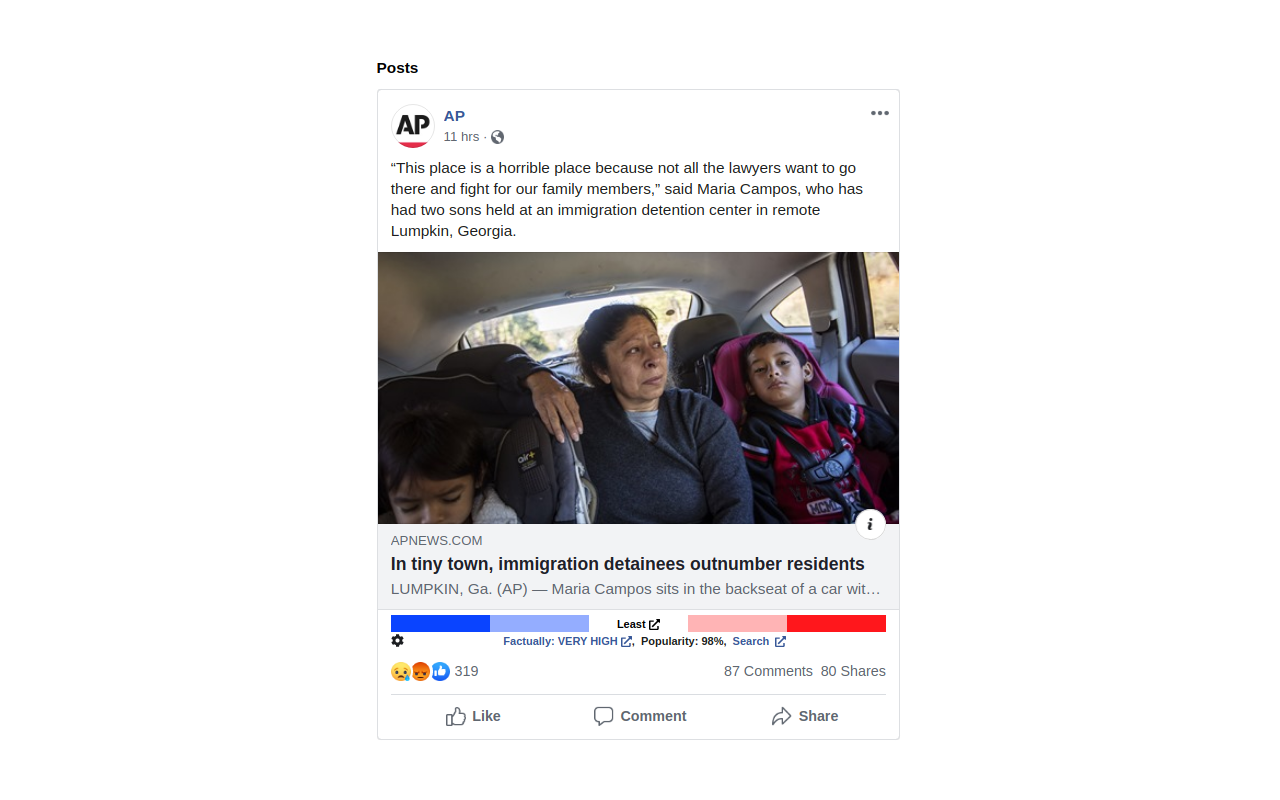 Posts
AP
AP
11 hrs ·
“This place is a horrible place because not all the lawyers want to go
there and fight for our family members,” said Maria Campos, who has
had two sons held at an immigration detention center in remote
Lumpkin, Georgia.
air+
i
APNEWS.COM
In tiny town, immigration detainees outnumber residents
LUMPKIN, Ga. (AP) — Maria Campos sits in the backseat of a car wit…
Least
Factually: VERY HIGH , Popularity: 98%, Search
319
87 Comments 80 Shares
Like
Comment
Share